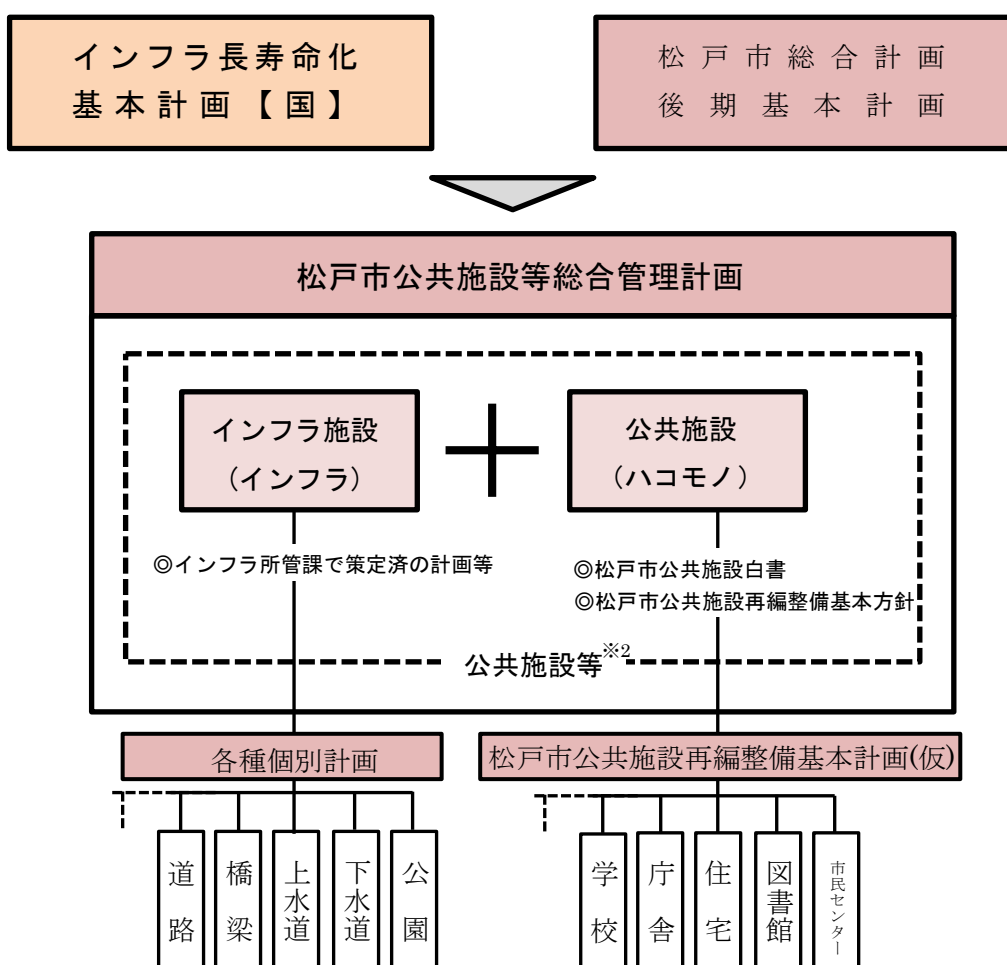 インフラ長寿命化
基本計画【国】
松戸市総合計画
後期基本計画
松戸市公共施設等総合管理計画
インフラ施設
（インフラ）
公共施設
（ハコモノ）
◎インフラ所管課で策定済の計画等
◎松戸市公共施設白書
◎松戸市公共施設再編整備基本方針
公共施設等※2
各種個別計画
松戸市公共施設再編整備基本計画(仮)
道路
橋梁
上水道
下水道
公園
学校
庁舎
住宅
図書館
市民センター